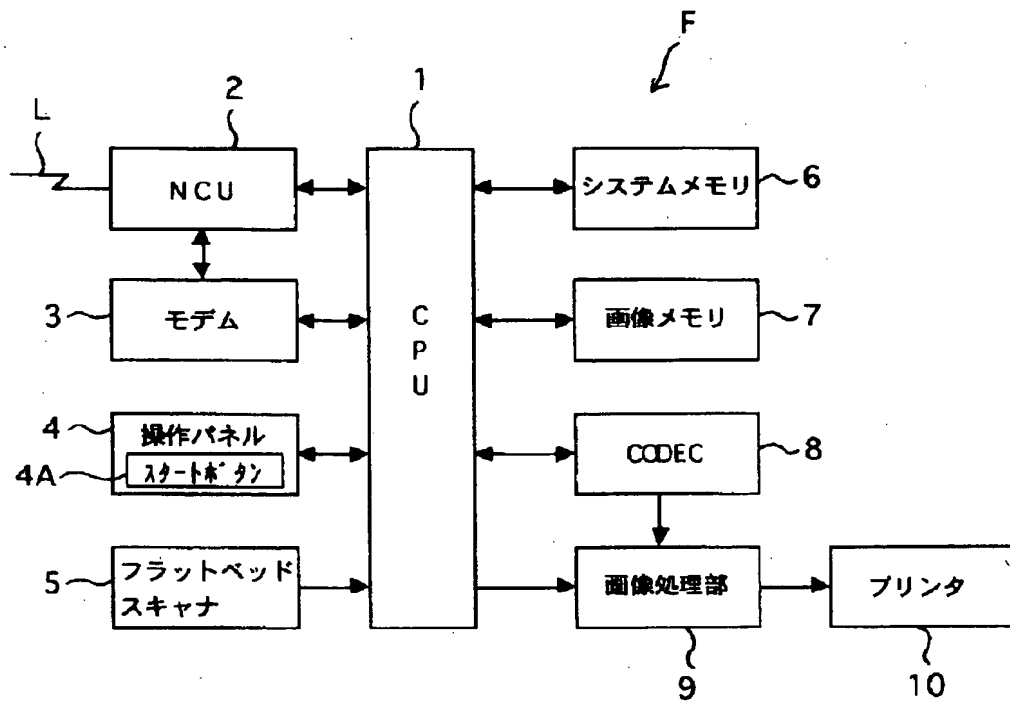 F
L
2
1
NCU
システムメモリ
6
3
モデム
CPU
画像メモリ
7
4
操作パネル
4A
スタートボタン
CODEC
8
5
フラットベッド
スキャナ
画像処理部
プリンタ
9
10